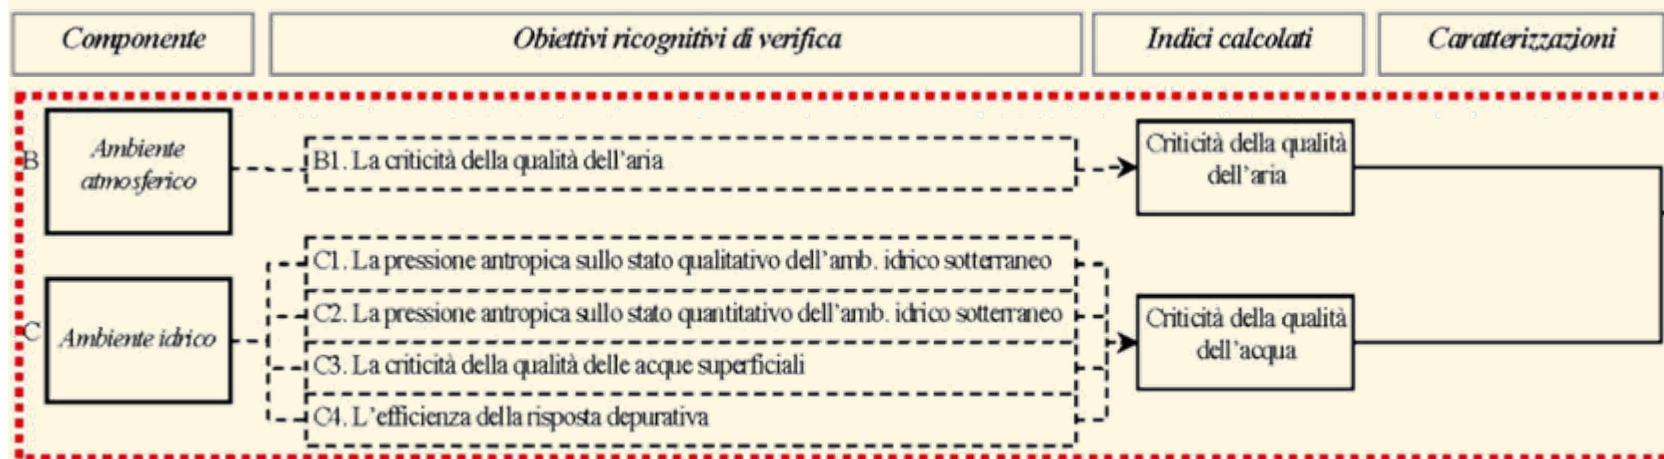 Componente
Obiettivi ricognitivi di verifica
Indici calcolati
Caratterizzazioni
B
Ambiente
atmosferico
B1. La criticità della qualità dell'aria
Criticità della qualità
dell'aria
C
Ambiente idrico
C1. La pressione antropica sullo stato qualitativo dell'amb. idrico sotterraneo
C2. La pressione antropica sullo stato quantitativo dell'amb. idrico sotterraneo
C3. La criticità della qualità delle acque superficiali
C4. L'efficienza della risposta depurativa
Criticità della qualità
dell'acqua